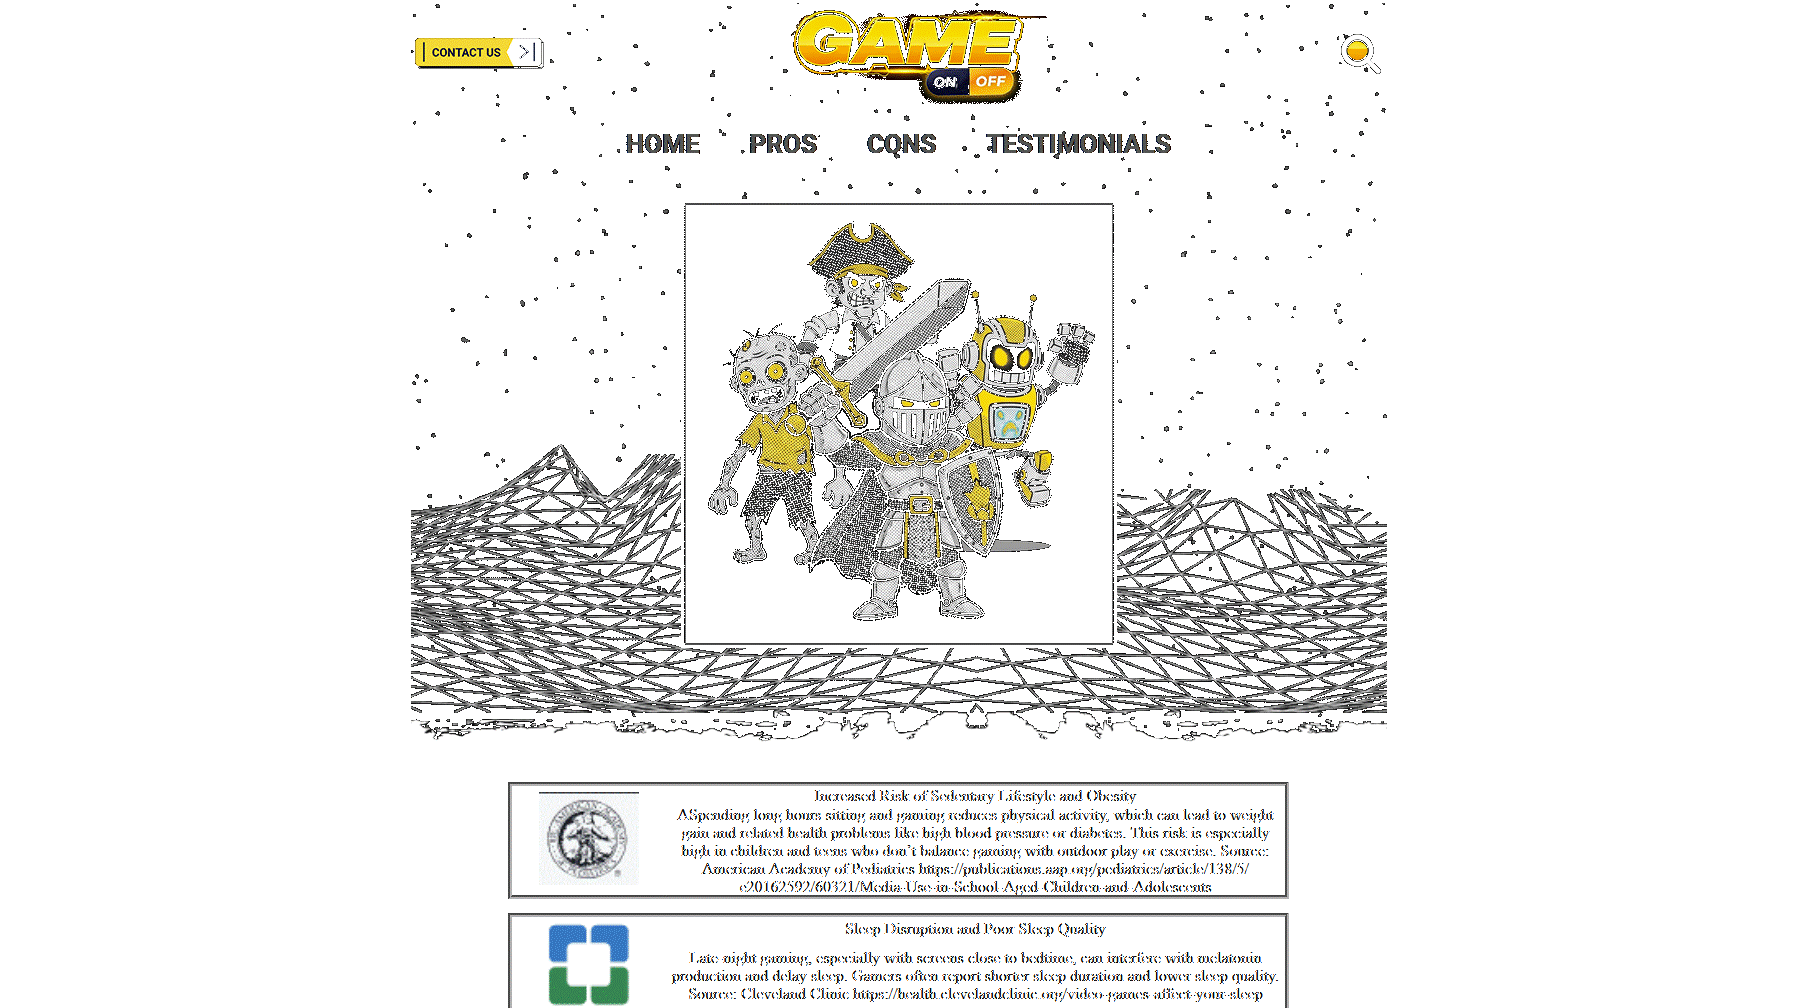 GAME
ON OFF
CONTACT US
HOME PROS CONS TESTIMONIALS
Increased Risk of Sedentary Lifestyle and Obesity
ASpending long hours sitting and gaming reduces physical activity, which can lead to weight
gain and related health problems like high blood pressure or diabetes. This risk is especially
high in children and teens who don't balance gaming with outdoor play or exercise. Source:
American Academy of Pediatrics https://publications.aap.org/pediatrics/article/138/5/
e20162592/60321/Media-Use-in-School-Aged-Children-and-Adolescents
Sleep Disruption and Poor Sleep Quality
Late-night gaming, especially with screens close to bedtime, can interfere with melatonin
production and delay sleep. Gamers often report shorter sleep duration and lower sleep quality.
Source: Cleveland Clinic https://health.clevelandclinic.org/video-games-affect-your-sleep